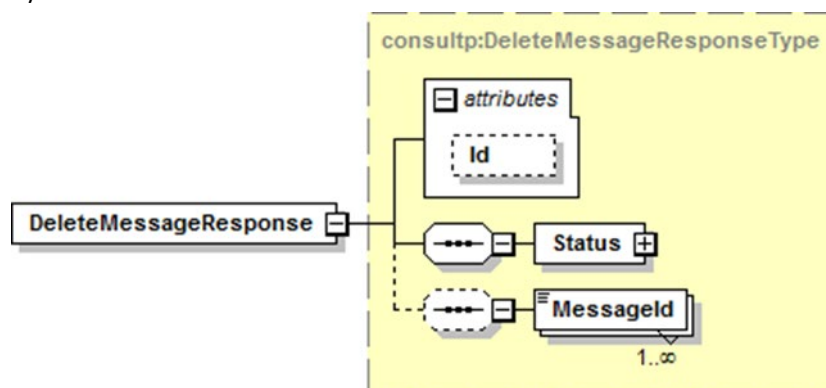 consultp:DeleteMessageResponseType
attributes
Id
DeleteMessageResponse
Status
MessageId
1..∞